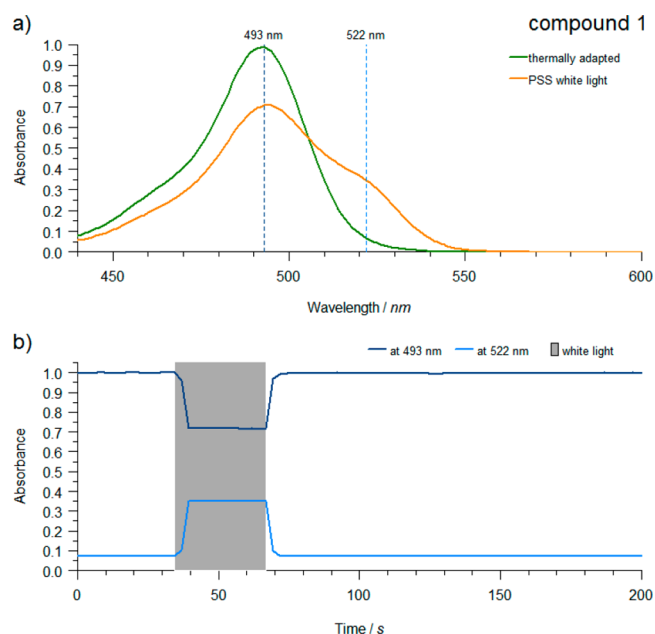 a)
compound 1
493 nm
522 nm
thermally adapted
PSS white light
1.0
0.9
0.8
0.7
0.6
0.5
0.4
0.3
0.2
0.1
0.0
Absorbance
450
500
550
600
Wavelength / nm
b)
at 493 nm
at 522 nm
white light
1.0
0.9
0.8
0.7
0.6
0.5
0.4
0.3
0.2
0.1
0.0
Absorbance
0
50
100
150
200
Time / s